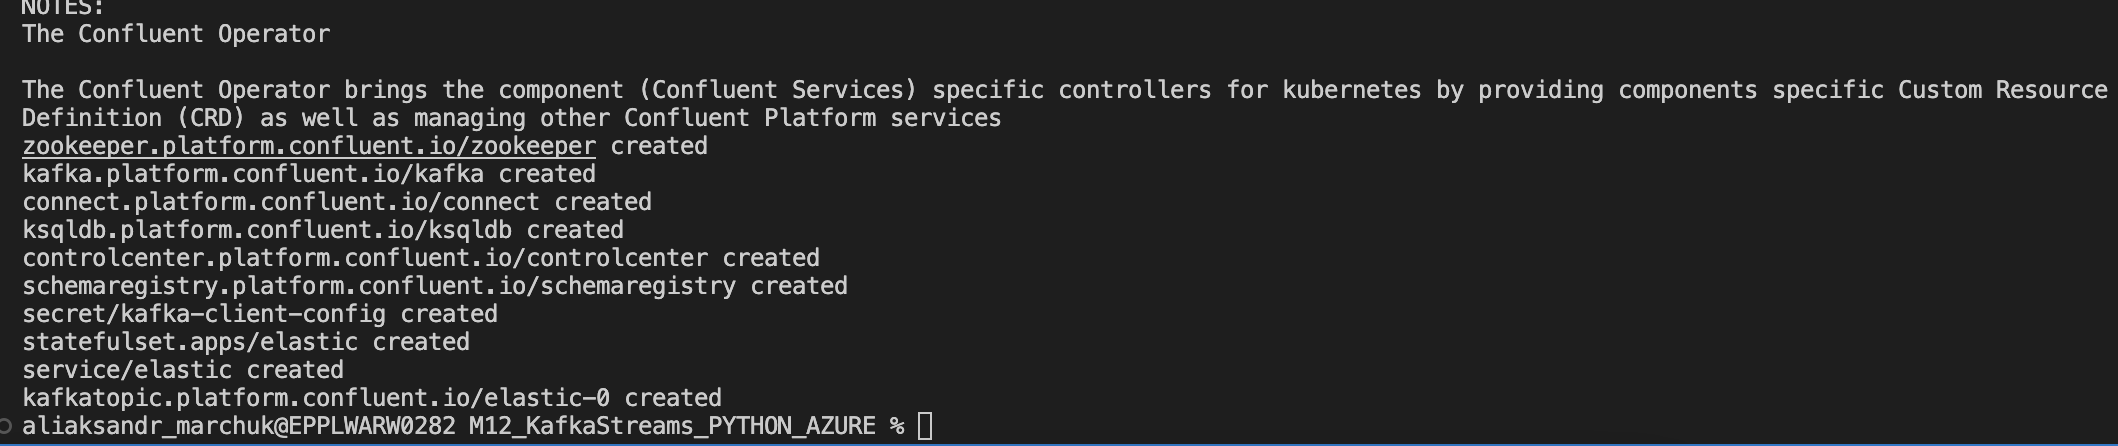 NOTES:
The Confluent Operator
The Confluent Operator brings the component (Confluent Services) specific controllers for kubernetes by providing components specific Custom Resource
Definition (CRD) as well as managing other Confluent Platform services
zookeeper.platform.confluent.io/zookeeper created
kafka.platform.confluent.io/kafka created
connect.platform.confluent.io/connect created
ksqldb.platform.confluent.io/ksqldb created
controlcenter.platform.confluent.io/controlcenter created
schemaregistry.platform.confluent.io/schemaregistry created
secret/kafka-client-config created
statefulset.apps/elastic created
service/elastic created
kafkatopic.platform.confluent.io/elastic-0 created
aliaksandr_marchuk@EPPLWARW0282 M12_KafkaStreams_PYTHON_AZURE %